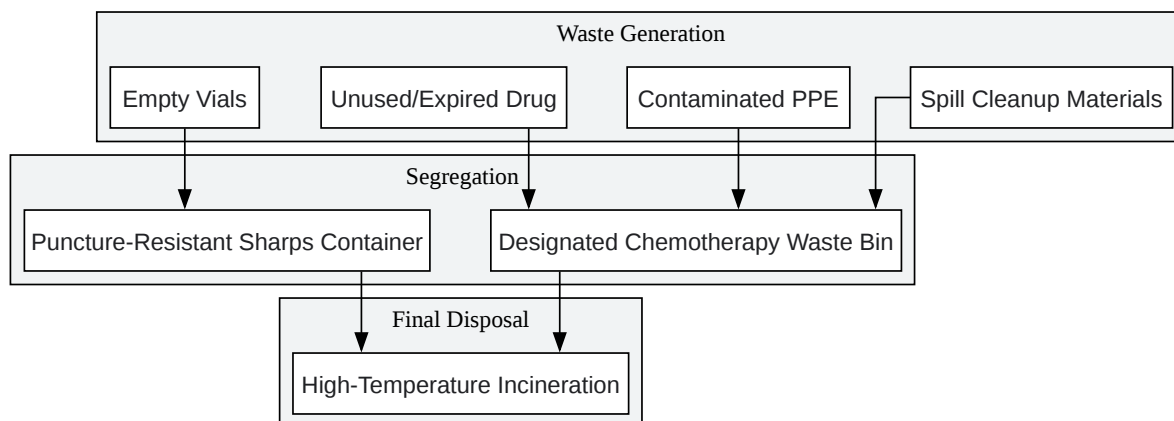 Waste Generation
Empty Vials
Unused/Expired Drug
Contaminated PPE
Spill Cleanup Materials
Segregation
Puncture-Resistant Sharps Container
Designated Chemotherapy Waste Bin
Final Disposal
High-Temperature Incineration